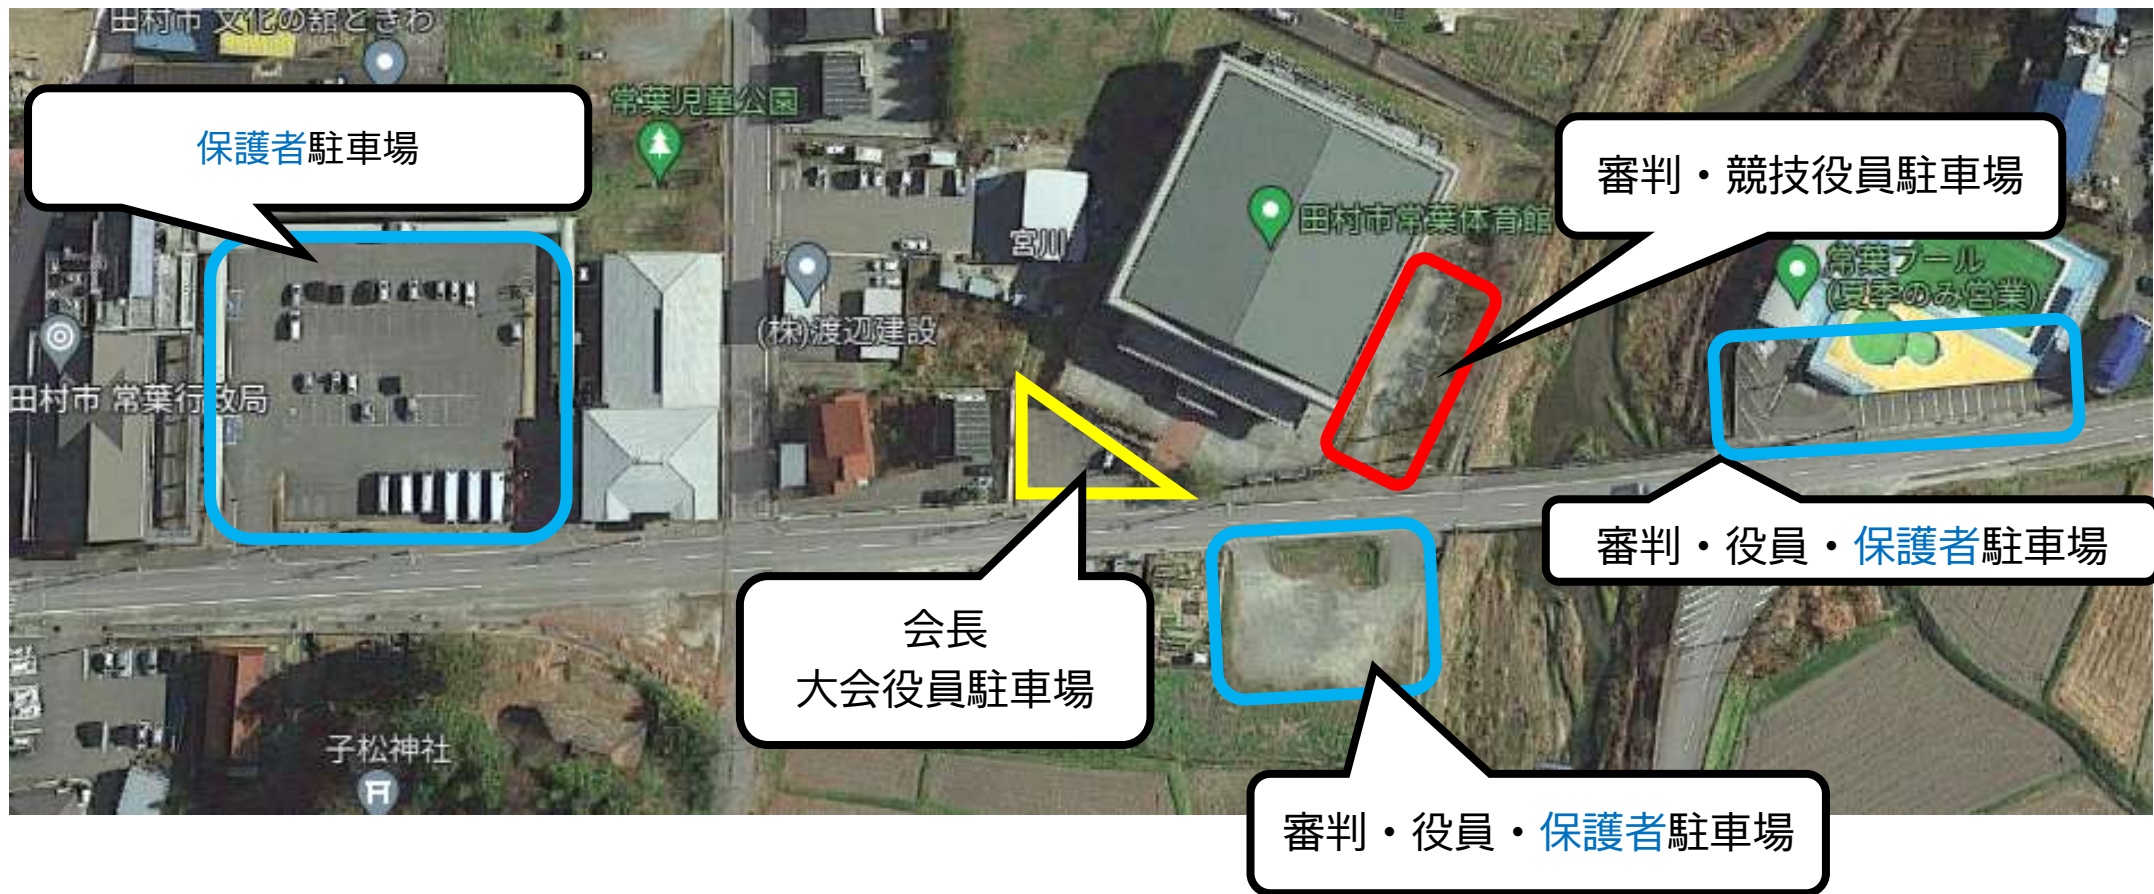 田村市 文化の舘ときわ
保護者駐車場
常葉児童公園
審判・競技役員駐車場
田村市常葉体育館
宮川
常葉プール
(夏季のみ営業)
(株)渡辺建設
田村市 常葉行政局
審判・役員・保護者駐車場
会長
大会役員駐車場
子松神社
審判・役員・保護者駐車場